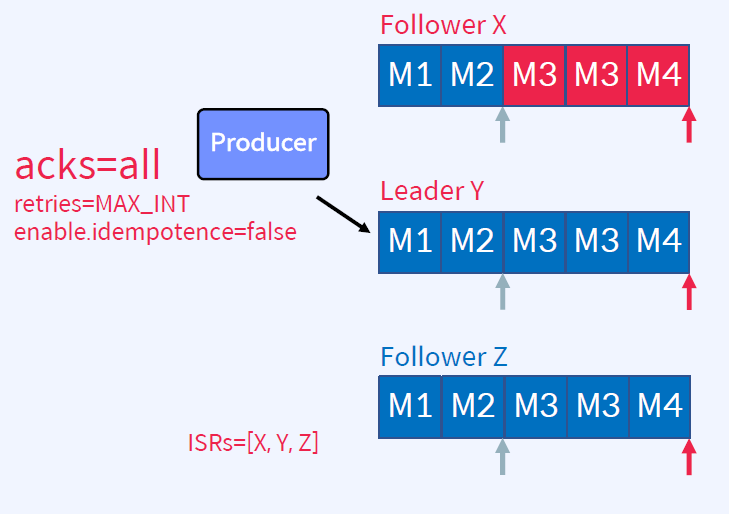 Follower X
M1 M2 M3 M3 M4
Producer
acks=all
retries=MAX_INT
enable.idempotence=false
Leader Y
M1 M2 M3 M3 M4
Follower Z
M1 M2 M3 M3 M4
ISRs=[X, Y, Z]